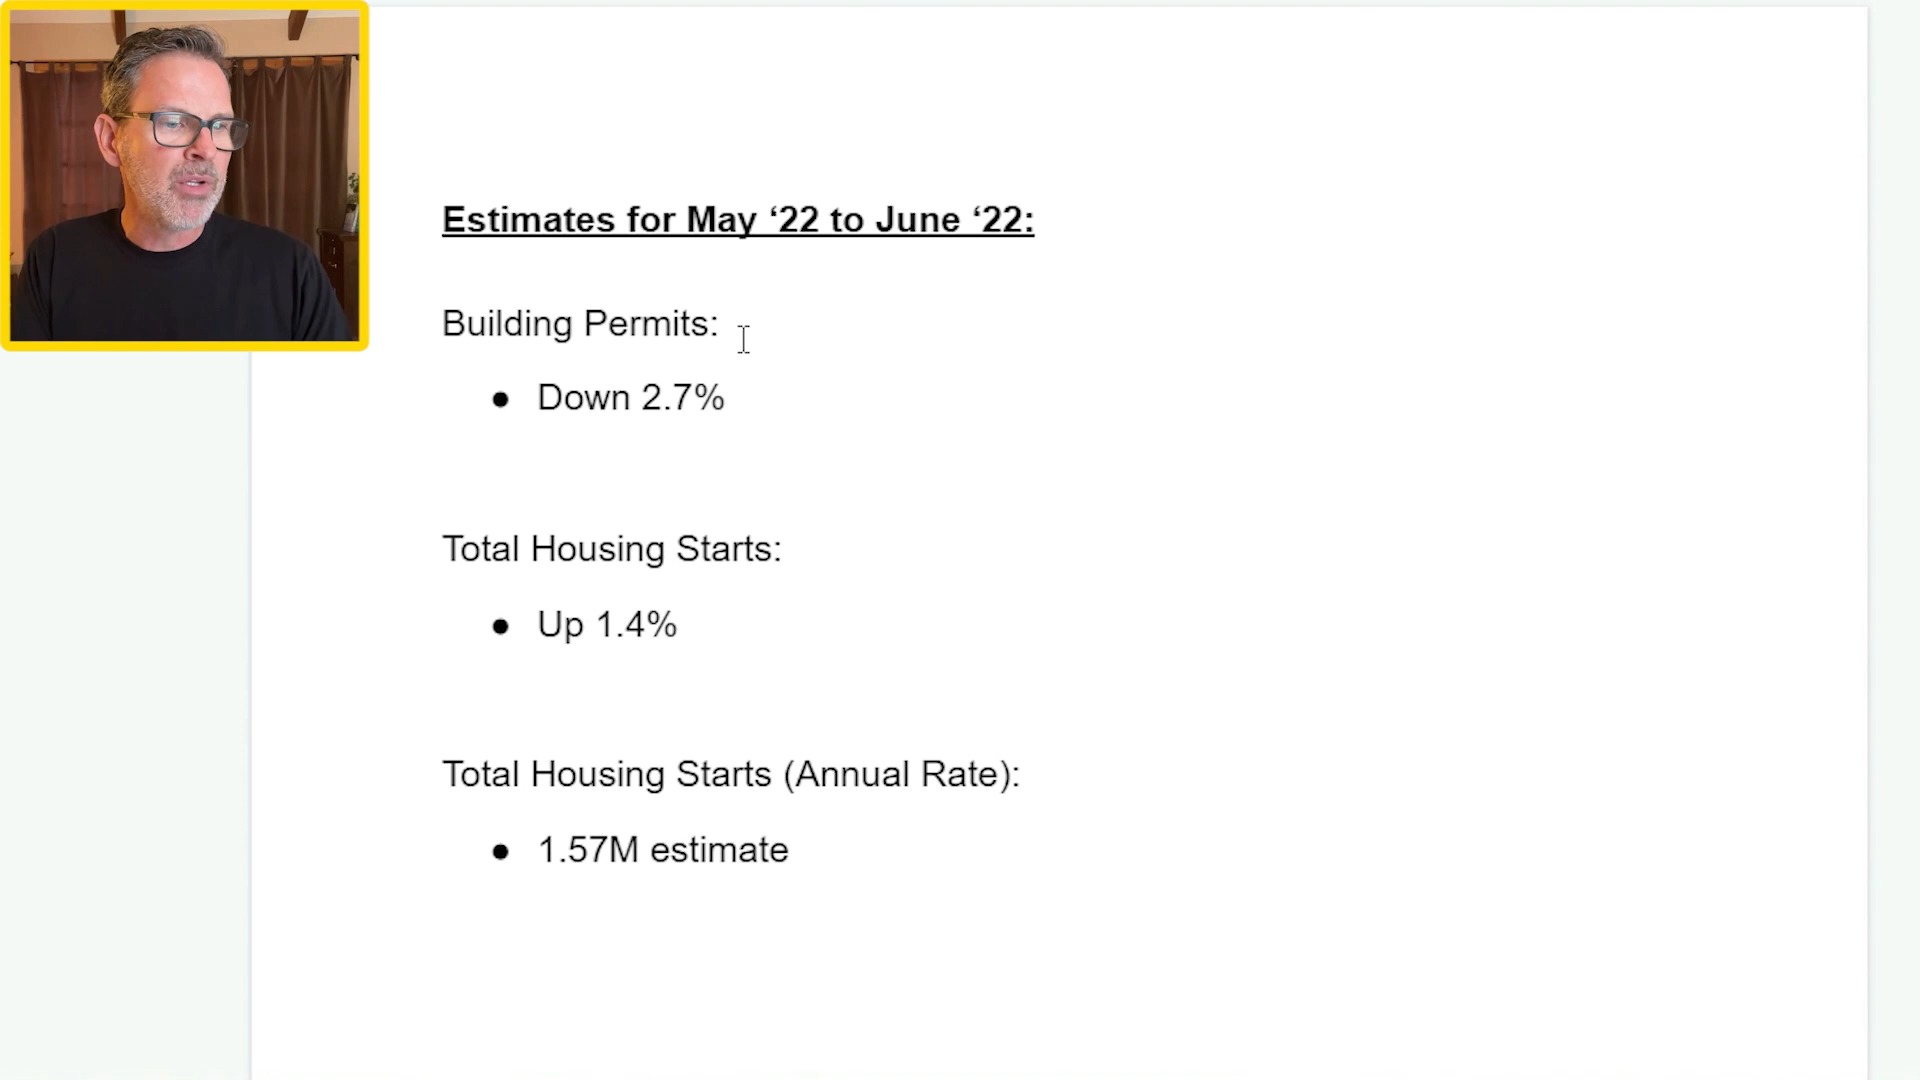 Estimates for May ‘22 to June ‘22:
Building Permits:
● Down 2.7%
Total Housing Starts:
● Up 1.4%
Total Housing Starts (Annual Rate):
● 1.57M estimate